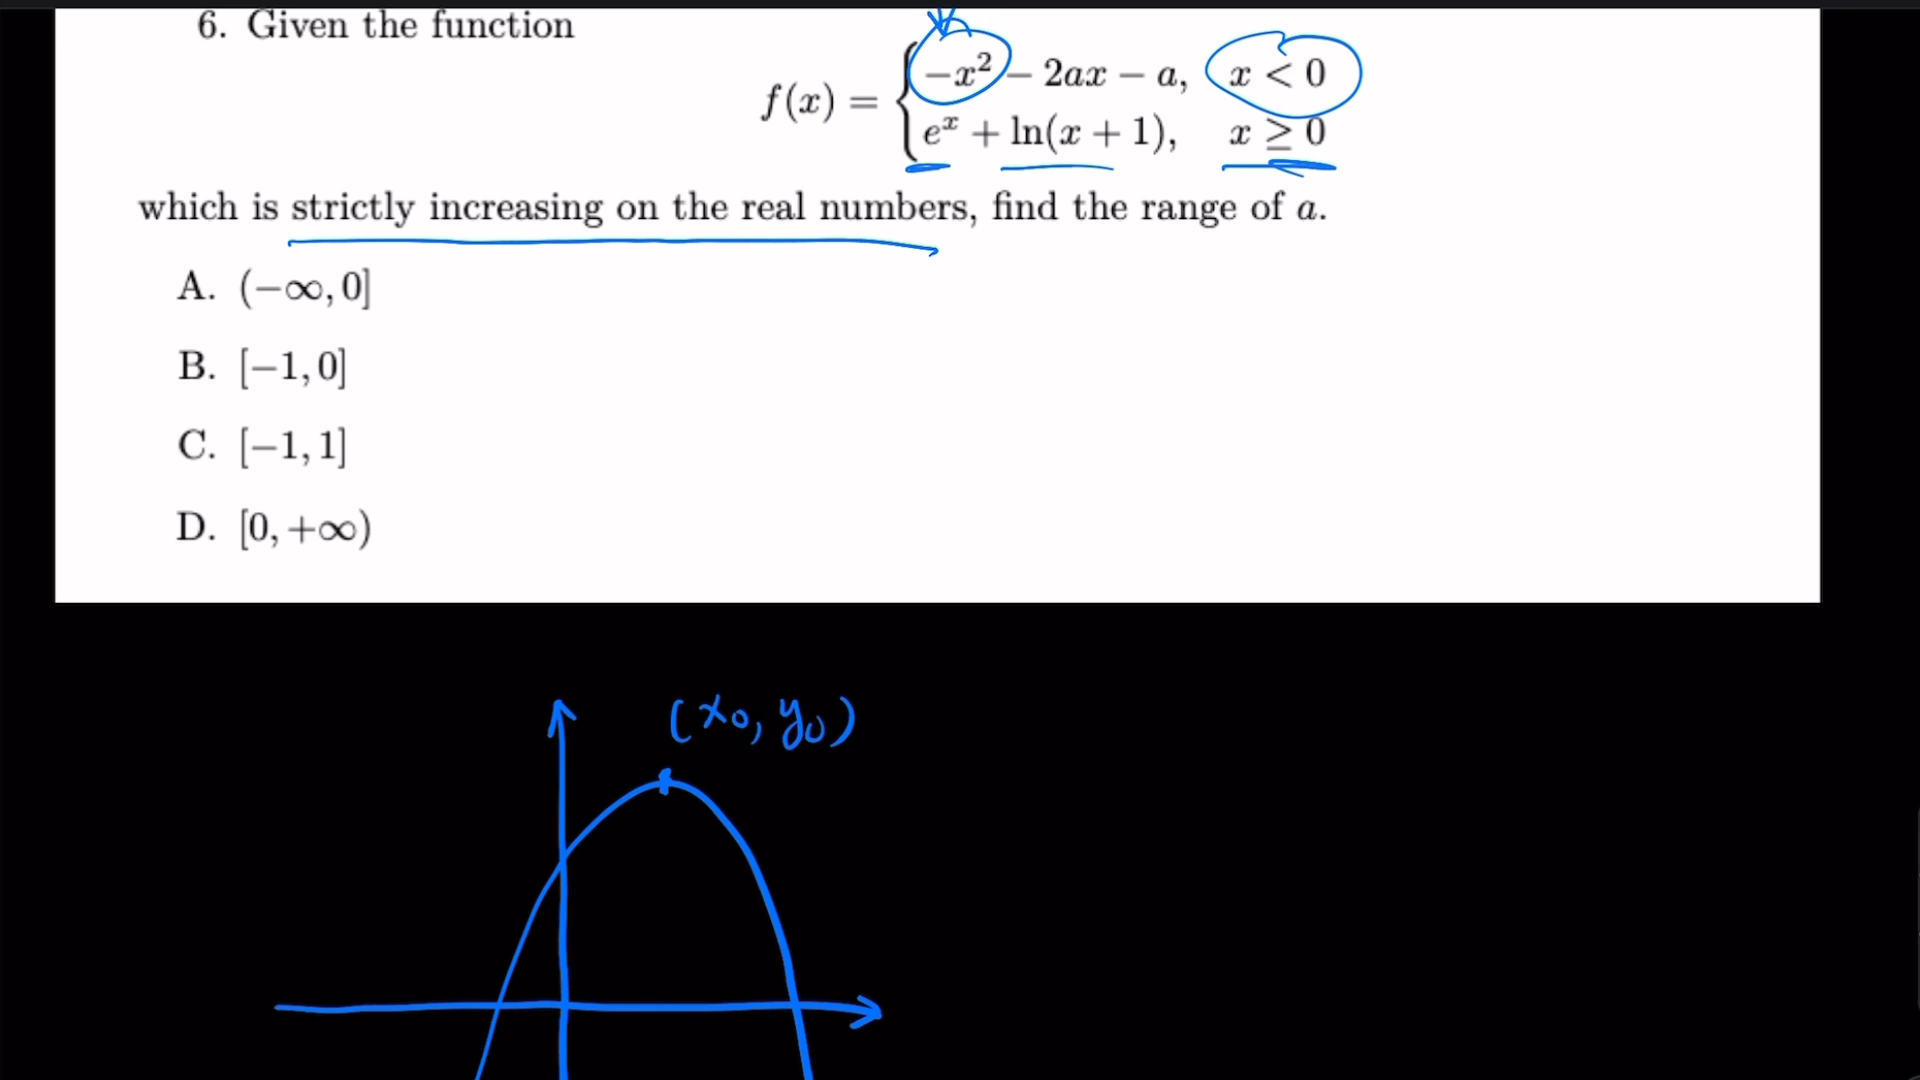 6. Given the function
f(x) = { -x² - 2ax - a, x < 0
e^x + ln(x + 1), x ≥ 0
which is strictly increasing on the real numbers, find the range of a.
A. (-∞, 0]
B. [-1, 0]
C. [-1, 1]
D. [0, +∞)
(x₀, y₀)